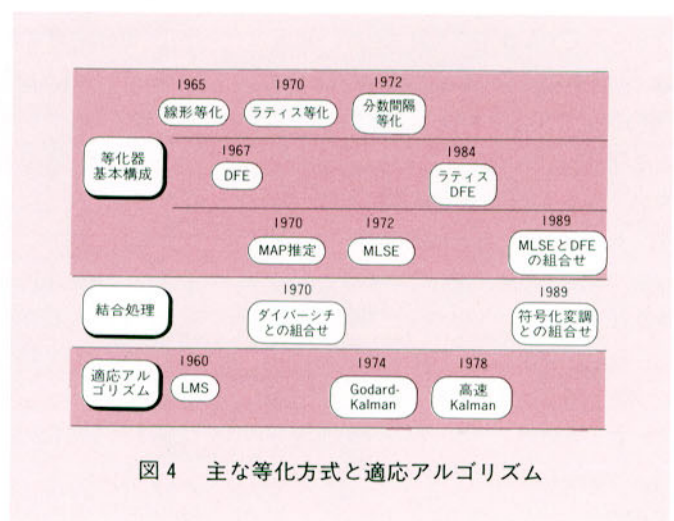 1965 1970 1972
線形等化 ラティス等化 分数間隔
等化
等化器
基本構成
1967 1984
DFE ラティス
DFE
1970 1972 1989
MAP推定 MLSE MLSEとDFE
の組合せ
結合処理
1970 1989
ダイバーシチ
との組合せ
符号化変調
との組合せ
適応アル
ゴリズム
1960 1974 1978
LMS Godard-
Kalman
高速
Kalman
図4 主な等化方式と適応アルゴリズム